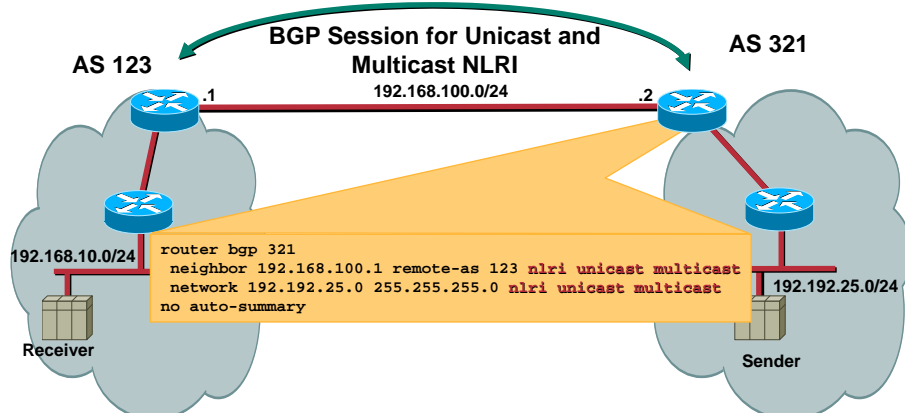 BGP Session for Unicast and
Multicast NLRI
AS 123
AS 321
192.168.100.0/24
.1
.2
192.168.10.0/24
router bgp 321
neighbor 192.168.100.1 remote-as 123 nlri unicast multicast
network 192.192.25.0 255.255.255.0 nlri unicast multicast
no auto-summary
192.192.25.0/24
Receiver
Sender